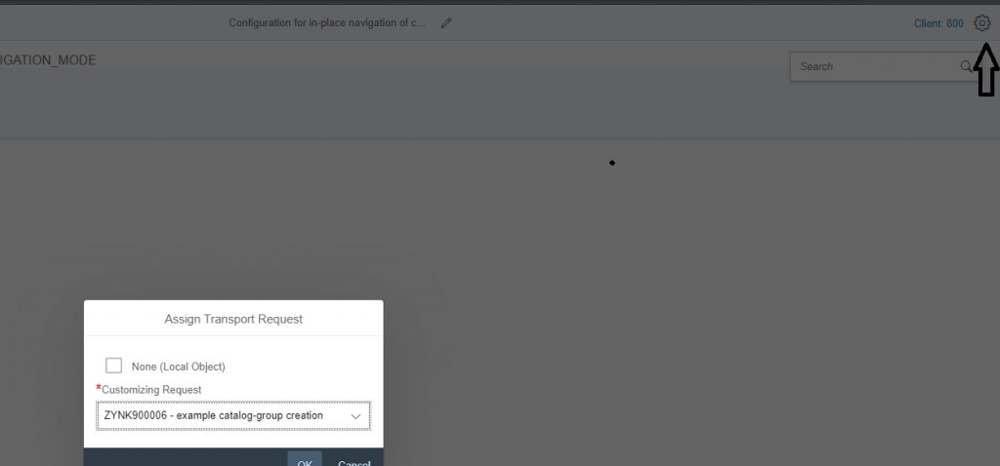 Configuration for in-place navigation of c...
Client: 800
IGATION_MODE
Search
Assign Transport Request
None (Local Object)
*Customizing Request
ZYNK900006 - example catalog-group creation
OK Cancel